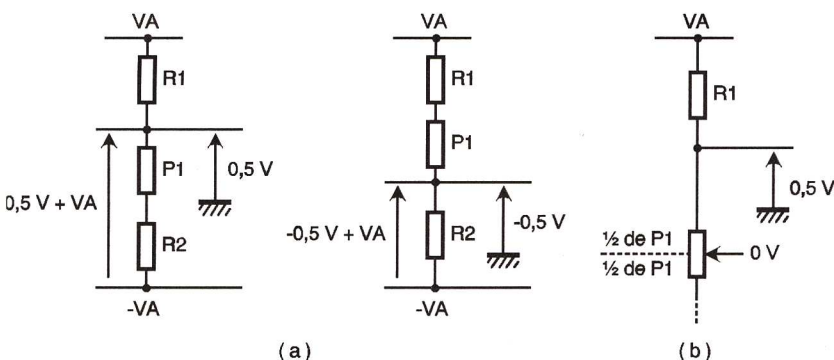 VA
R1
P1
0,5 V
0,5 V + VA
R2
-VA
VA
R1
P1
-0,5 V + VA
R2
-0,5 V
-VA
(a)
VA
R1
0,5 V
½ de P1
0 V
½ de P1
(b)